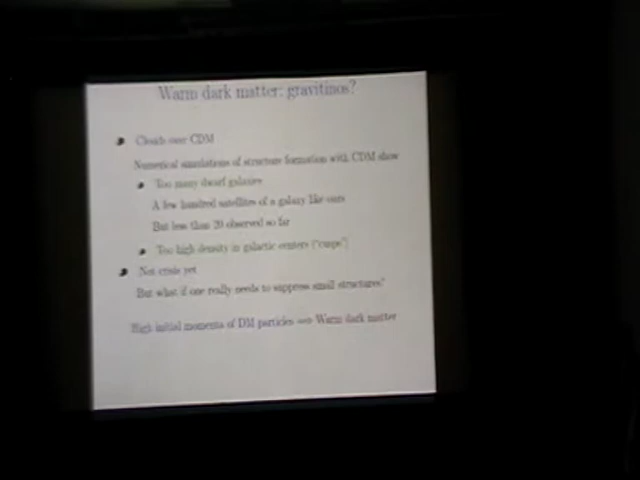 Warm dark matter: gravitinos?
Clouds over CDM
Numerical simulations of structure formation with CDM show
Too many dwarf galaxies
A few hundred satellites of a galaxy like ours
But less than 20 observed so far
Too high density in galactic centers ("cusps")
Not crisis yet
But what if one really needs to suppress small structures?
High initial momenta of DM particles ⟹ Warm dark matter